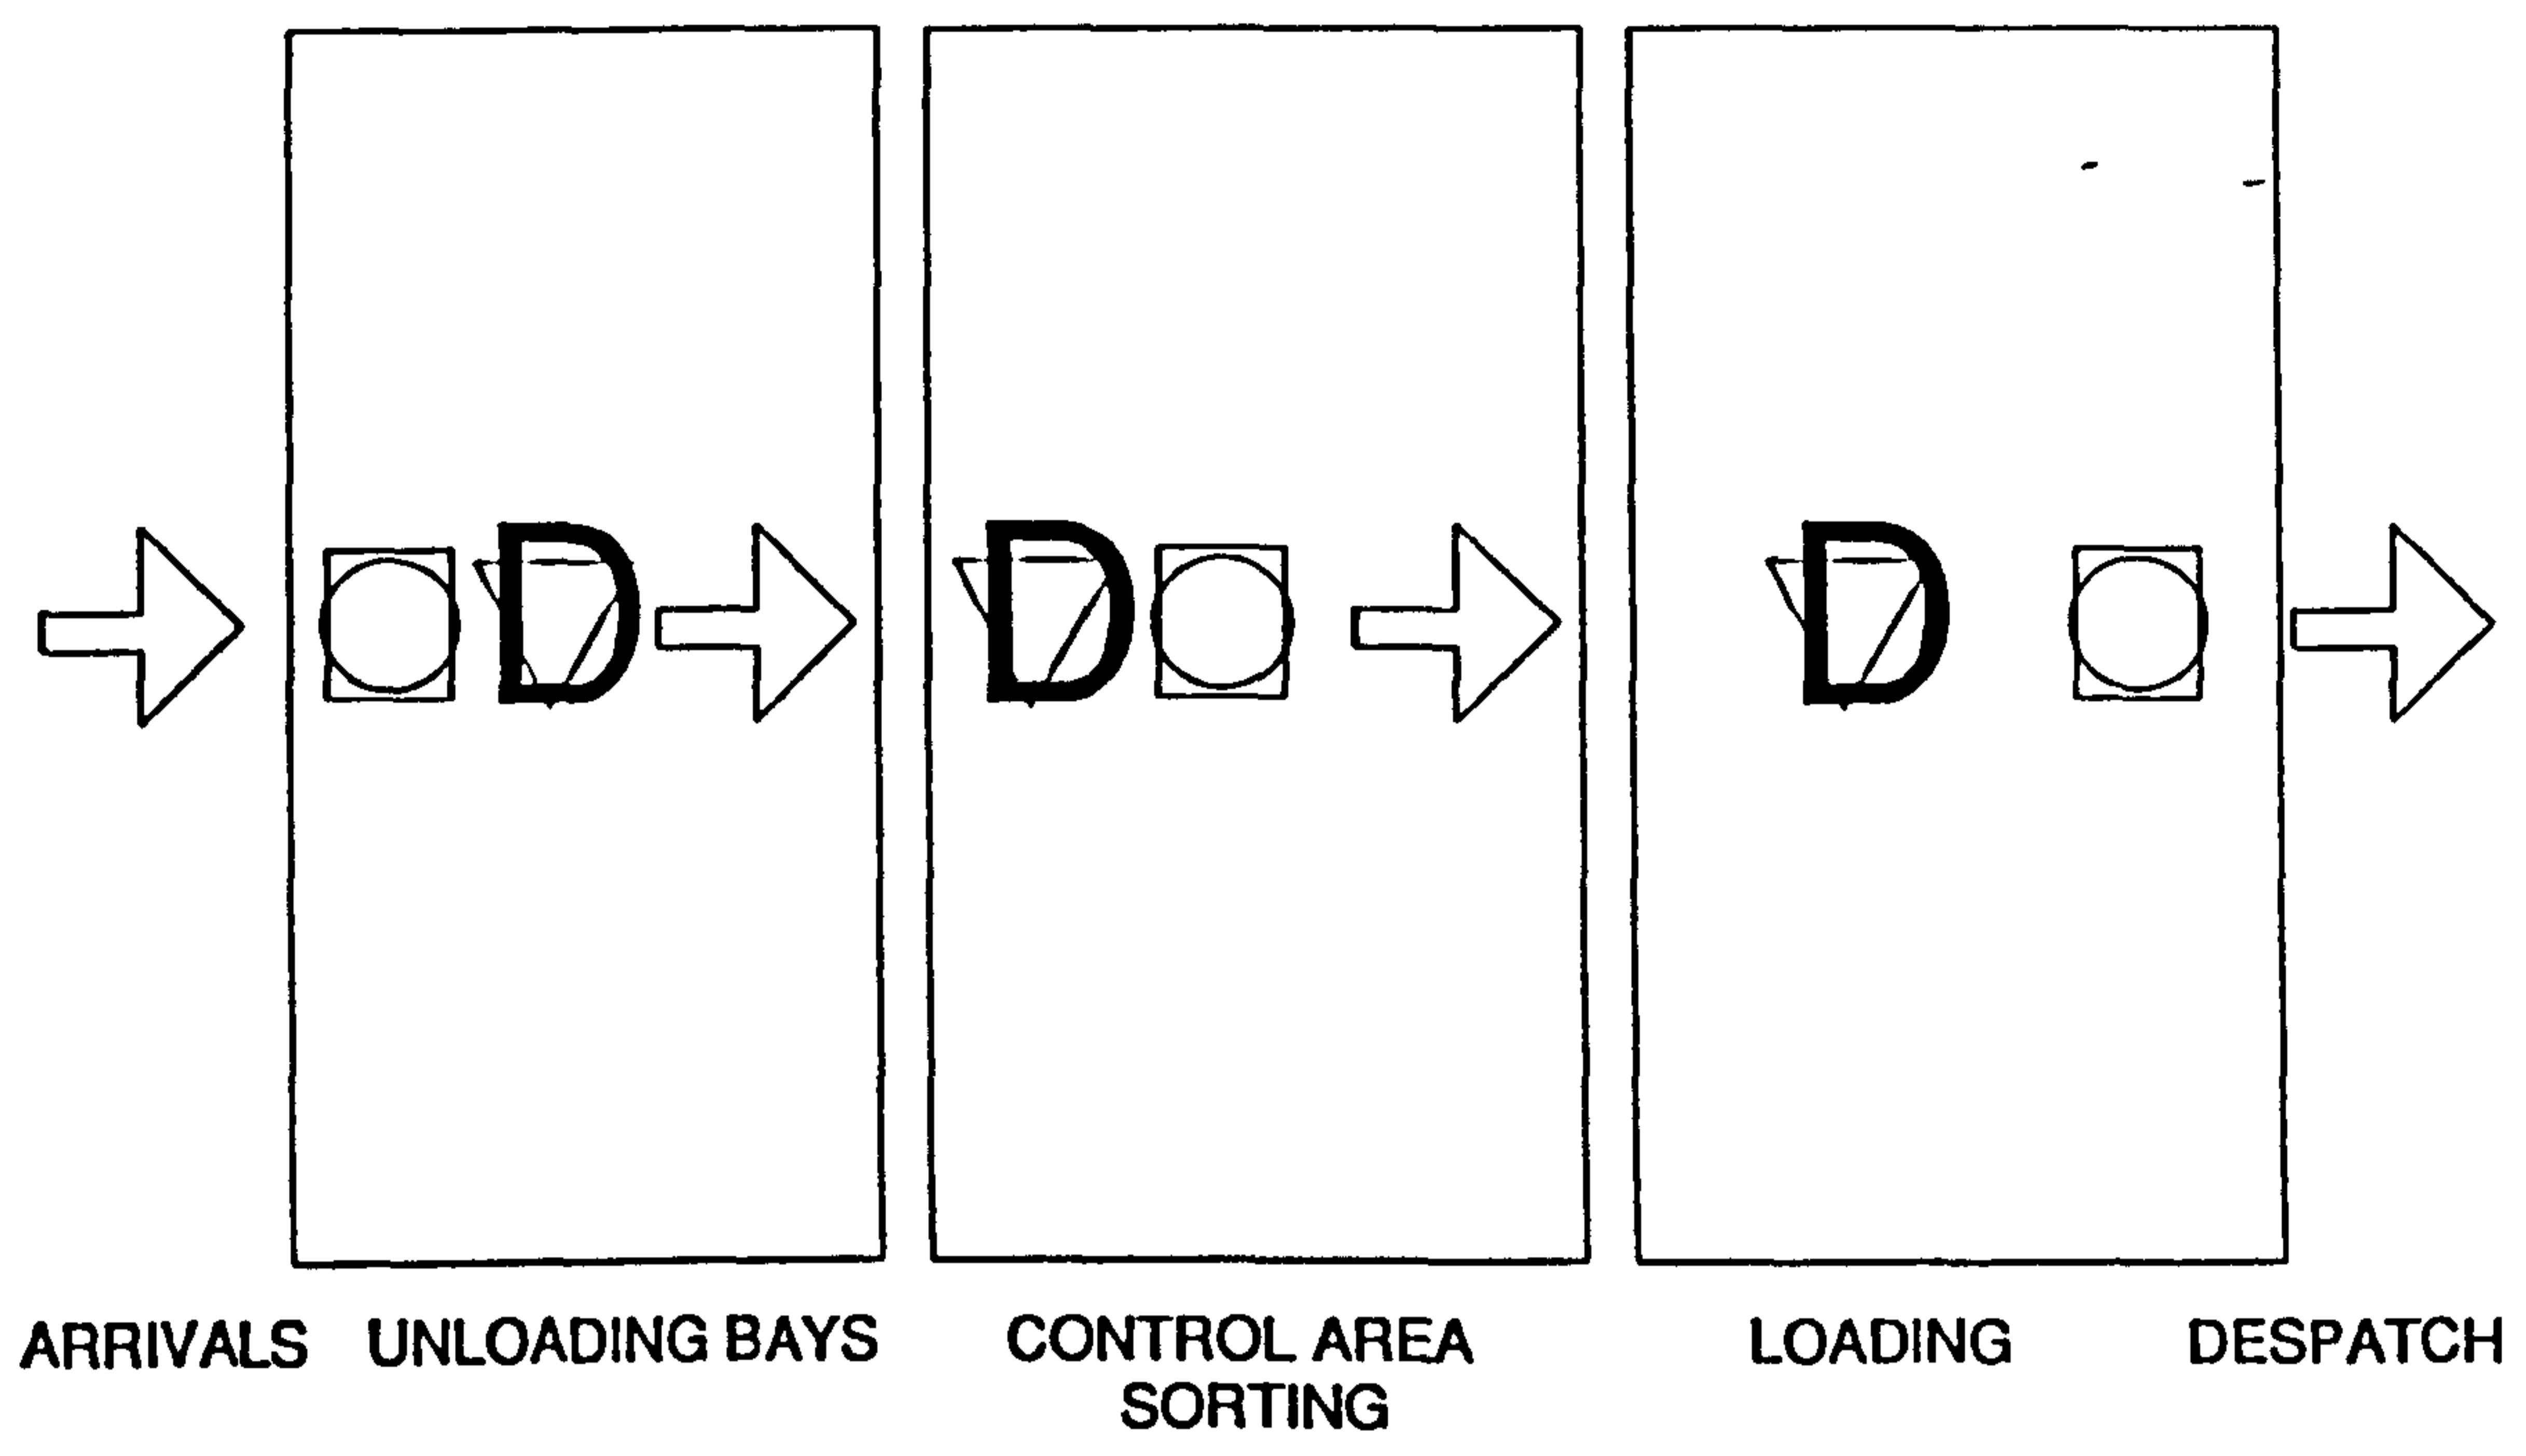 D D D
ARRIVALS UNLOADING BAYS CONTROL AREA LOADING DESPATCH
SORTING